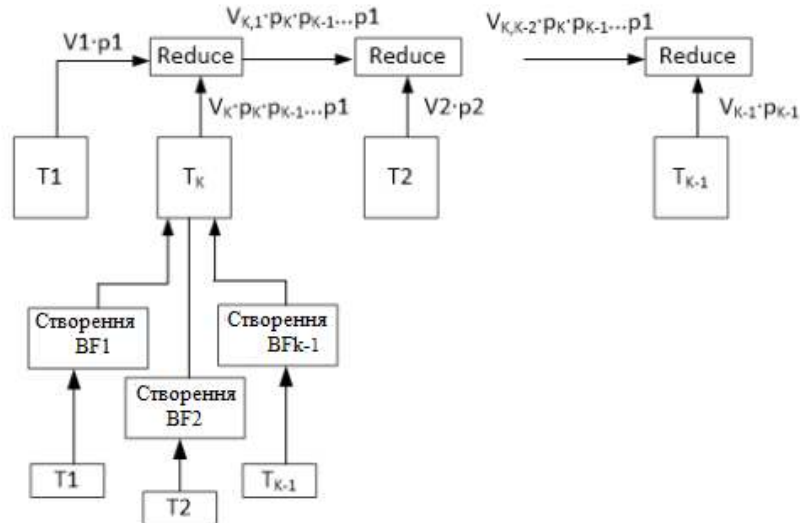 V_{K,1}·p_K·p_{K-1}...p1
V_{K,K-2}·p_K·p_{K-1}...p1
V1·p1
Reduce
Reduce
Reduce
V_K·p_K·p_{K-1}...p1
V2·p2
V_{K-1}·p_{K-1}
T1
T_K
T2
T_{K-1}
Створення
BF1
Створення
BFk-1
Створення
BF2
T1
T2
T_{K-1}